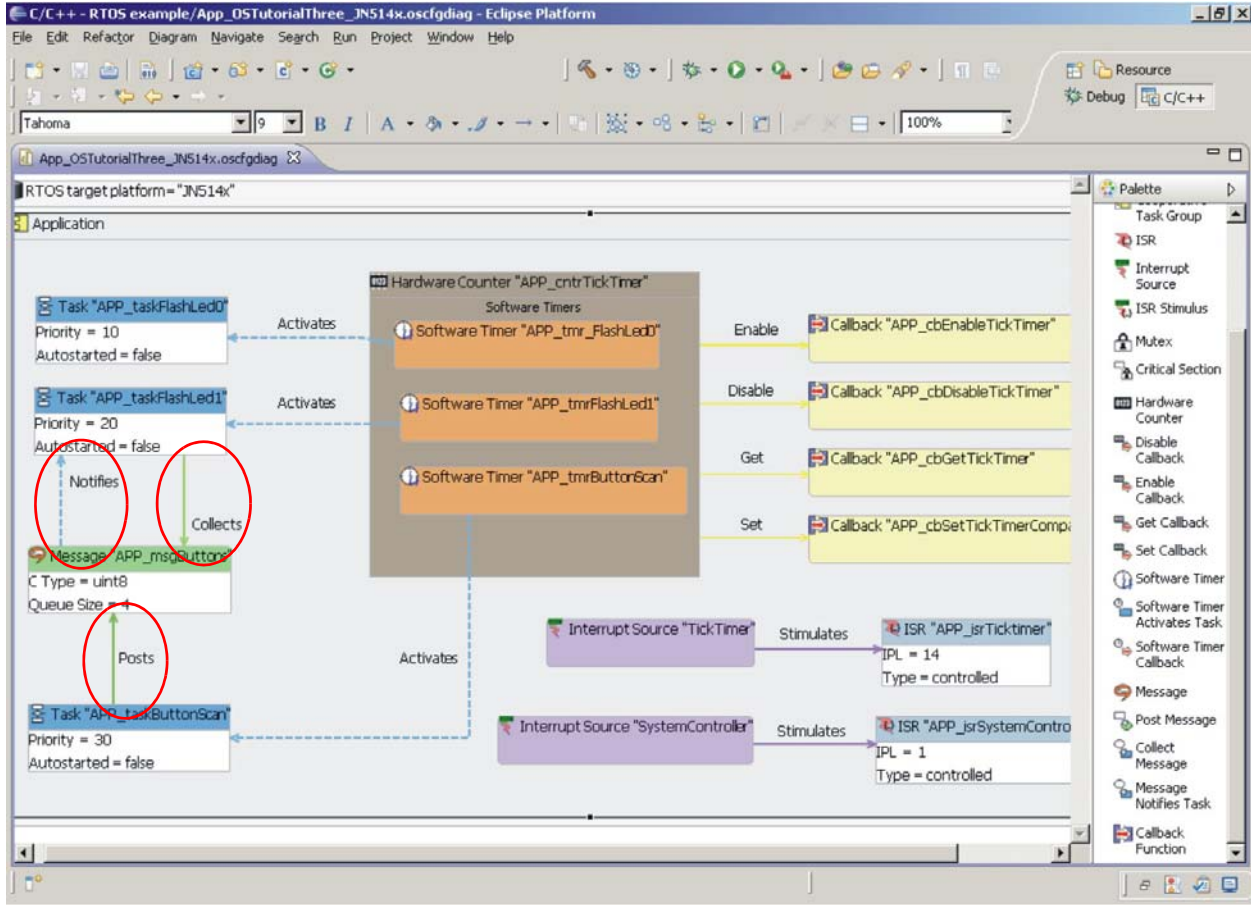 C/C++ - RTOS example/App_OSTutorialThree_JN514x.oscfgdiag - Eclipse Platform
File Edit Refactor Diagram Navigate Search Run Project Window Help
Resource
Debug C/C++
Tahoma 9 B I A 100%
App_OSTutorialThree_JN514x.oscfgdiag
RTOS target platform="JN514x"
Application
Hardware Counter "APP_cntrTickTimer"
Software Timers
Task "APP_taskFlashLed0"
Priority = 10
Autostarted = false
Activates
Software Timer "APP_tmr_FlashLed0"
Enable
Callback "APP_cbEnableTickTimer"
Task "APP_taskFlashLed1"
Priority = 20
Autostarted = false
Activates
Software Timer "APP_tmrFlashLed1"
Disable
Callback "APP_cbDisableTickTimer"
Notifies
Collects
Software Timer "APP_tmrButtonScan"
Get
Callback "APP_cbGetTickTimer"
Set
Callback "APP_cbSetTickTimerCompa
Message "APP_msgButtons"
C Type = uint8
Queue Size = 4
Posts
Activates
Interrupt Source "TickTimer"
Stimulates
ISR "APP_isrTicktimer"
IPL = 14
Type = controlled
Task "APP_taskButtonScan"
Priority = 30
Autostarted = false
Interrupt Source "SystemController"
Stimulates
ISR "APP_isrSystemContro
IPL = 1
Type = controlled
Palette
Task Group
ISR
Interrupt
Source
ISR Stimulus
Mutex
Critical Section
Hardware
Counter
Disable
Callback
Enable
Callback
Get Callback
Set Callback
Software Timer
Software Timer
Activates Task
Software Timer
Callback
Message
Post Message
Collect
Message
Message
Notifies Task
Callback
Function